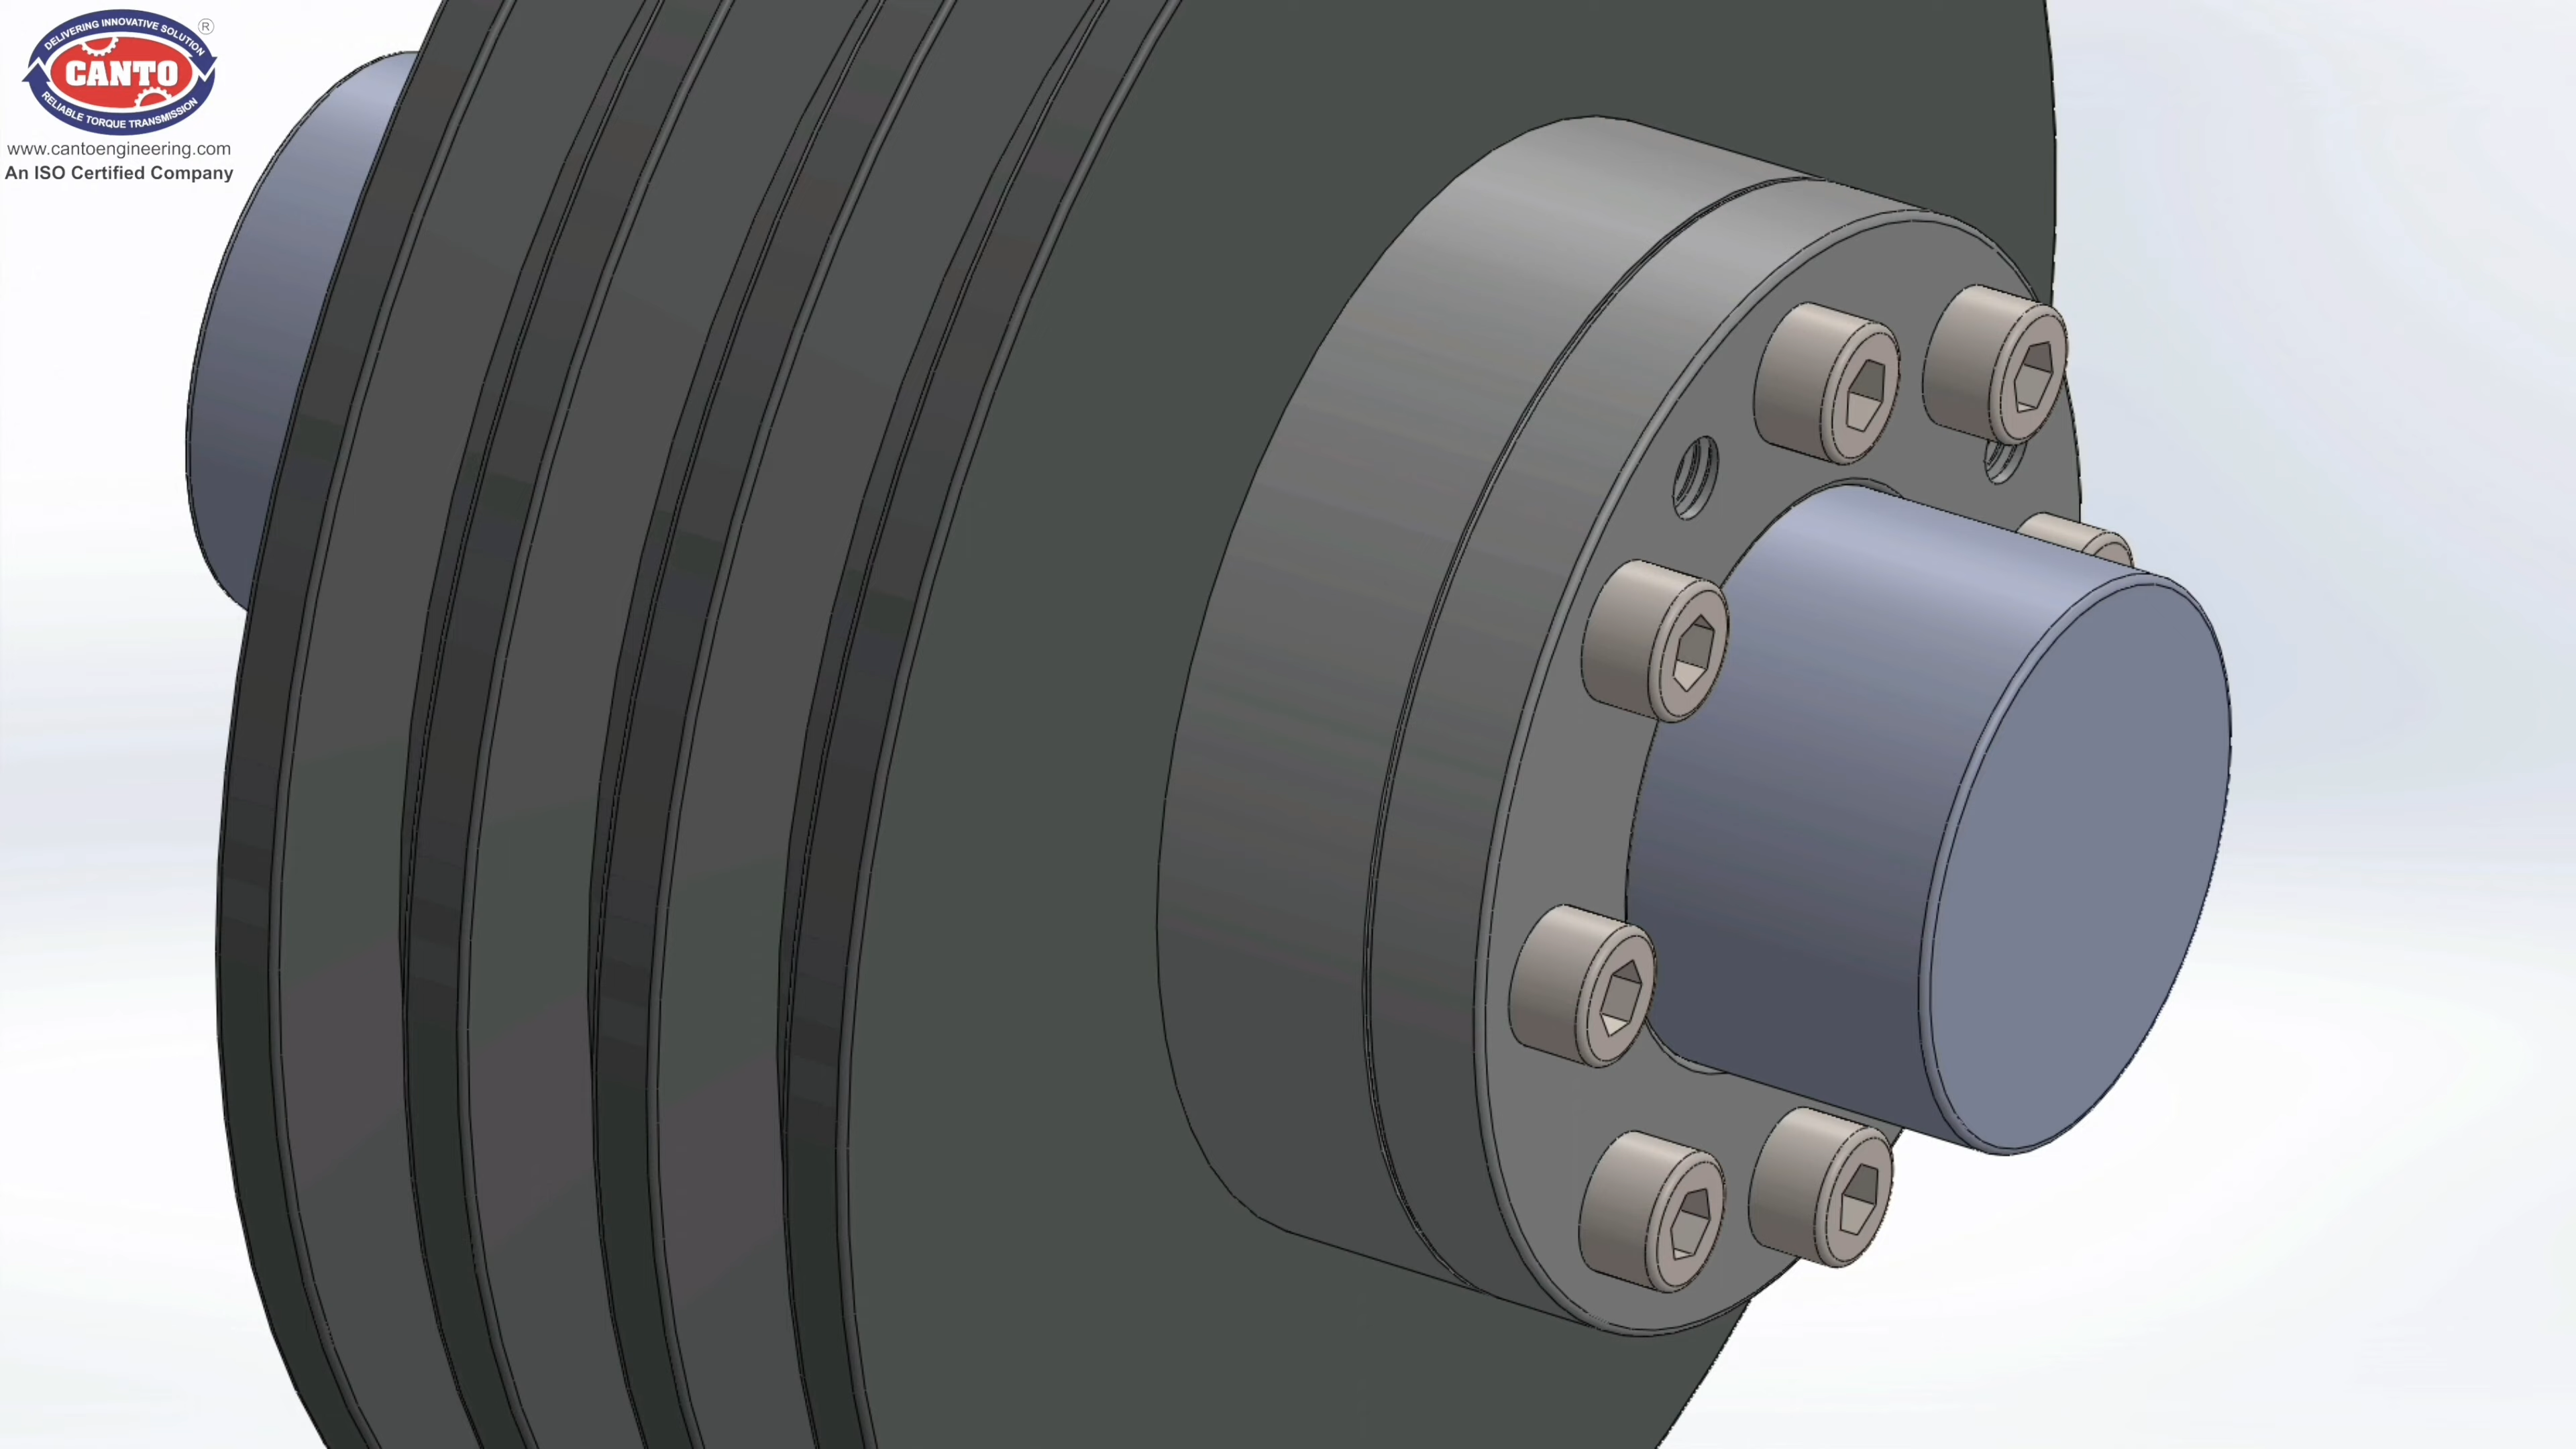 DELIVERING INNOVATIVE SOLUTION
®
CANTO
RELIABLE TORQUE TRANSMISSION
www.cantoengineering.com
An ISO Certified Company